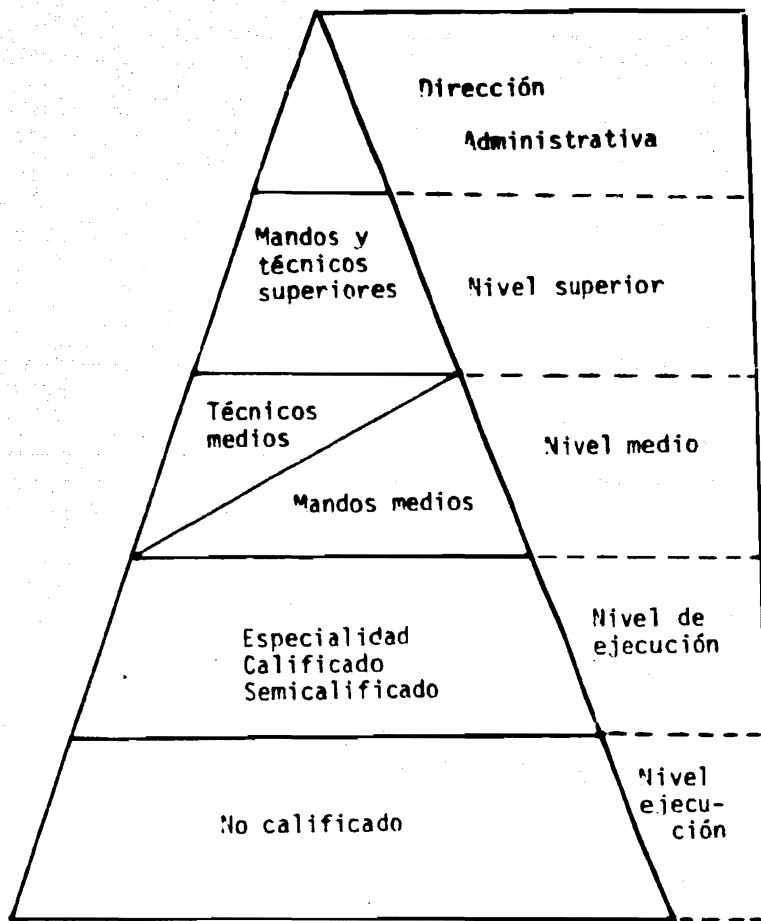 Dirección
Administrativa
Mandos y
técnicos
superiores
Nivel superior
Técnicos
medios
Mandos medios
Nivel medio
Especialidad
Calificado
Semicalificado
Nivel de
ejecución
No calificado
Nivel
ejecu-
ción